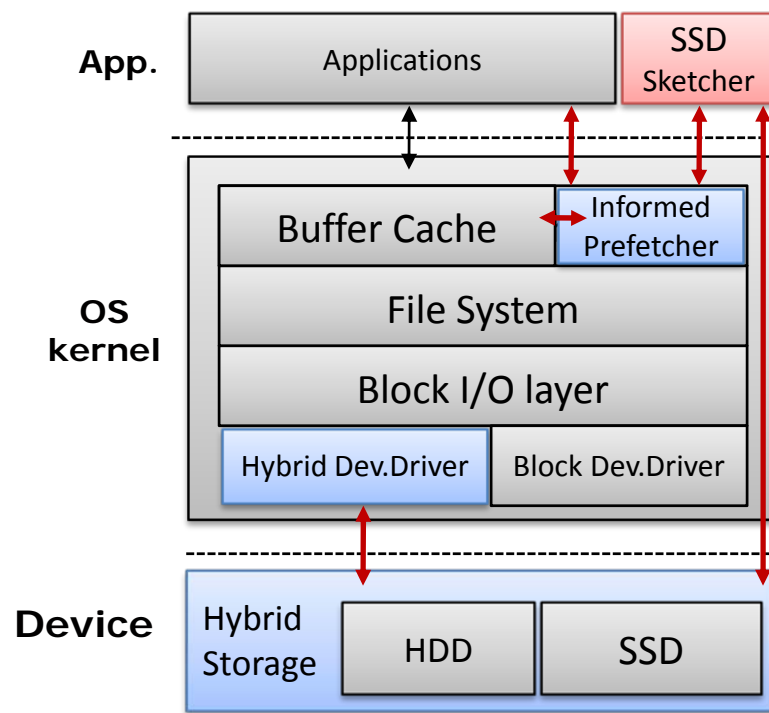 App.
Applications
SSD
Sketcher
OS
kernel
Buffer Cache
Informed
Prefetcher
File System
Block I/O layer
Hybrid Dev.Driver
Block Dev.Driver
Device
Hybrid
Storage
HDD
SSD